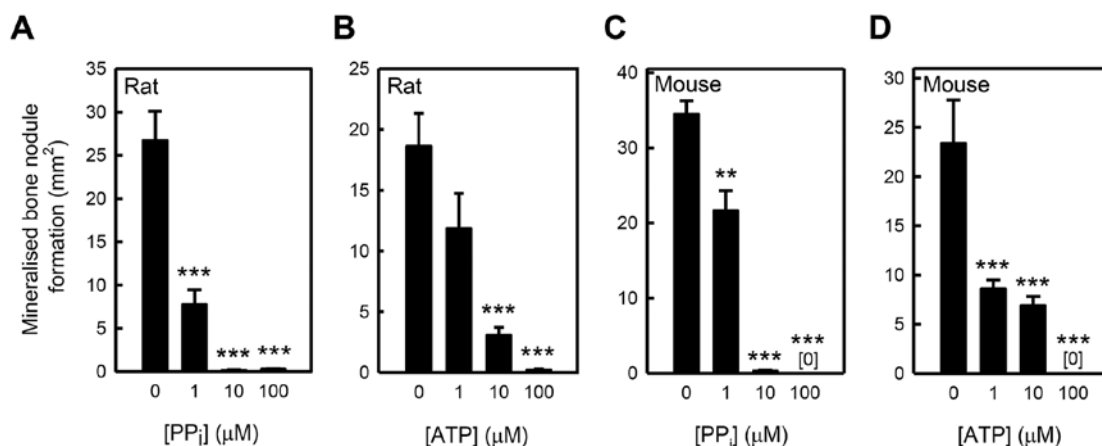 A
B
C
D
Mineralised bone nodule
formation (mm²)
35
30
25
20
15
10
5
0
Rat
***
***
***
0 1 10 100
[PPi] (μM)
25
20
15
10
5
0
Rat
***
***
0 1 10 100
[ATP] (μM)
40
30
20
10
0
Mouse
**
***
***
[0]
0 1 10 100
[PPi] (μM)
30
25
20
15
10
5
0
Mouse
***
***
***
[0]
0 1 10 100
[ATP] (μM)